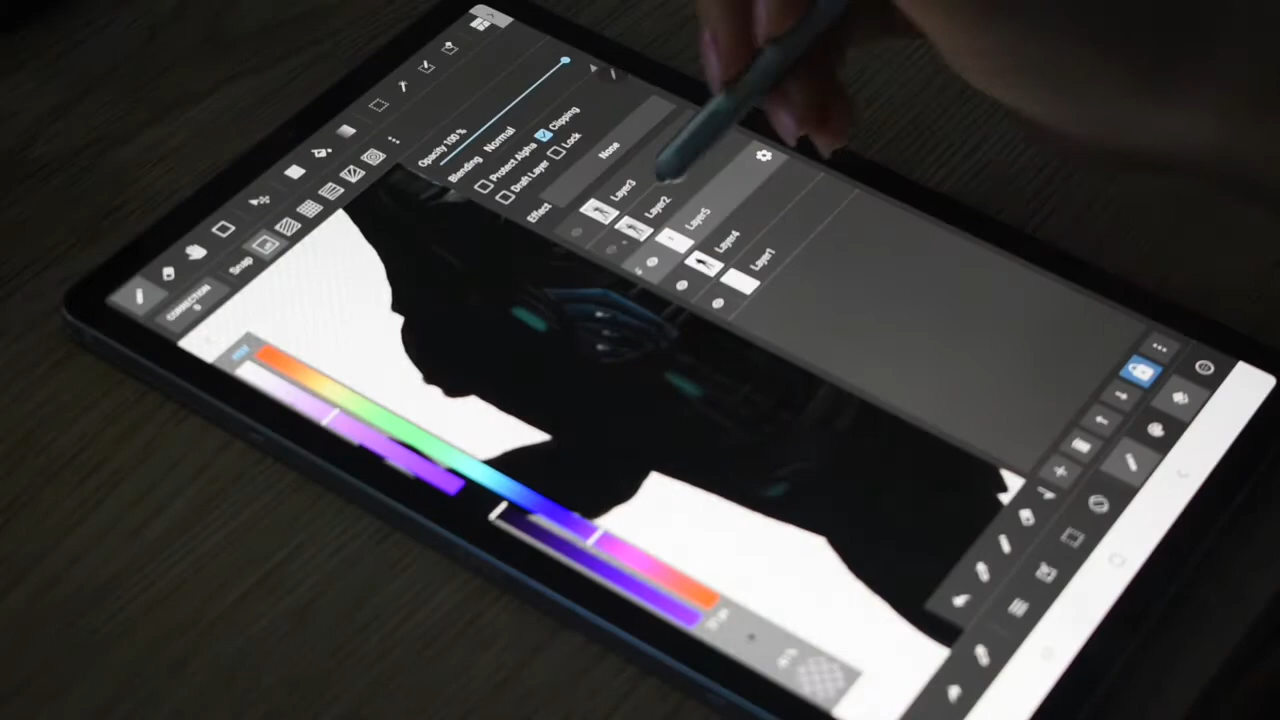 Opacity 100 %
Blending Normal
Protect Alpha Clipping
Draft Layer Lock
Effect None
Layer3
Layer2
Layer5
Layer4
Layer1
CORRECTION
0
Snap